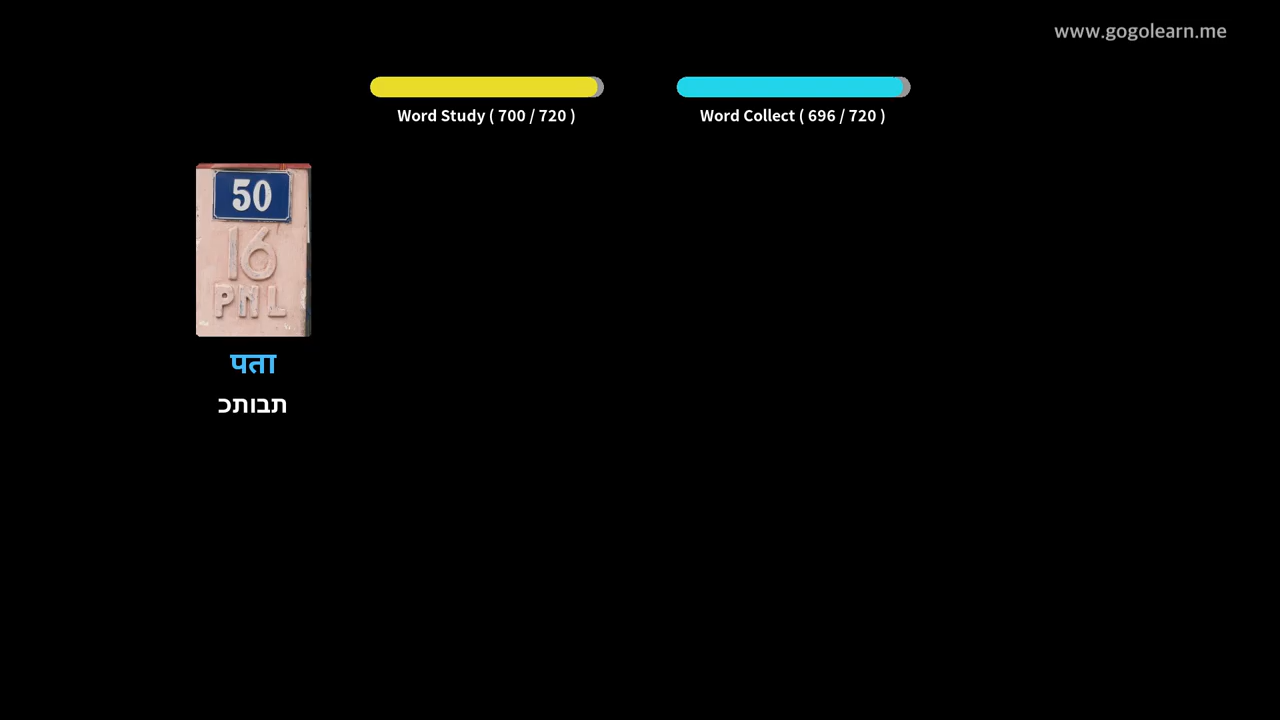 www.gogolearn.me
Word Study ( 700 / 720 )
Word Collect ( 696 / 720 )
50
16
PNL
पता
תבותכ